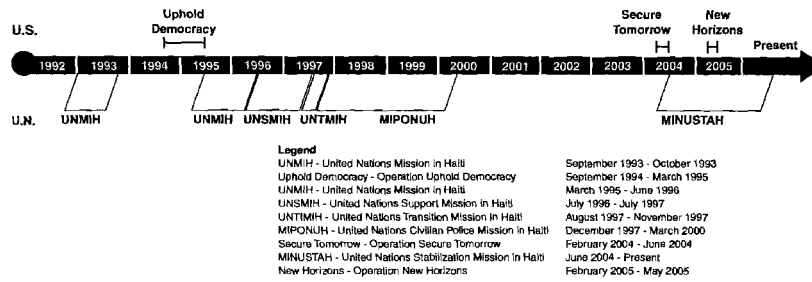 Uphold
Democracy
Secure
Tomorrow
New
Horizons
U.S.
Present
1992 1993 1994 1995 1996 1997 1998 1999 2000 2001 2002 2003 2004 2005
U.N.
UNMIH UNMIH UNSMIH UNTMIH MIPONUH MINUSTAH
Legend
UNMIH - United Nations Mission in Haiti September 1993 - October 1993
Uphold Democracy - Operation Uphold Democracy September 1994 - March 1995
UNMIH - United Nations Mission in Haiti March 1995 - June 1996
UNSMIH - United Nations Support Mission in Haiti July 1996 - July 1997
UNTIMIH - United Nations Transition Mission in Haiti August 1997 - November 1997
MIPONUH - United Nations Civilian Police Mission in Haiti December 1997 - March 2000
Secure Tomorrow - Operation Secure Tomorrow February 2004 - June 2004
MINUSTAH - United Nations Stabilization Mission in Haiti June 2004 - Present
New Horizons - Operation New Horizons February 2005 - May 2005